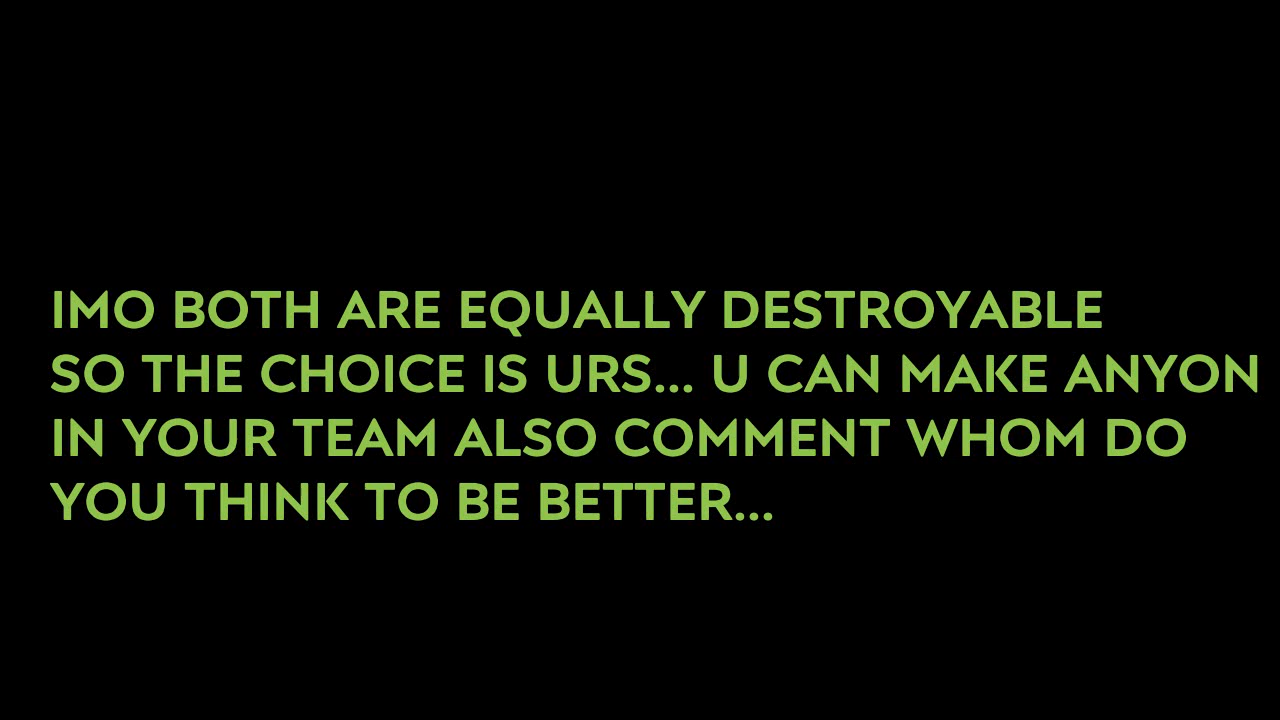 IMO BOTH ARE EQUALLY DESTROYABLE
SO THE CHOICE IS URS... U CAN MAKE ANYON
IN YOUR TEAM ALSO COMMENT WHOM DO
YOU THINK TO BE BETTER...